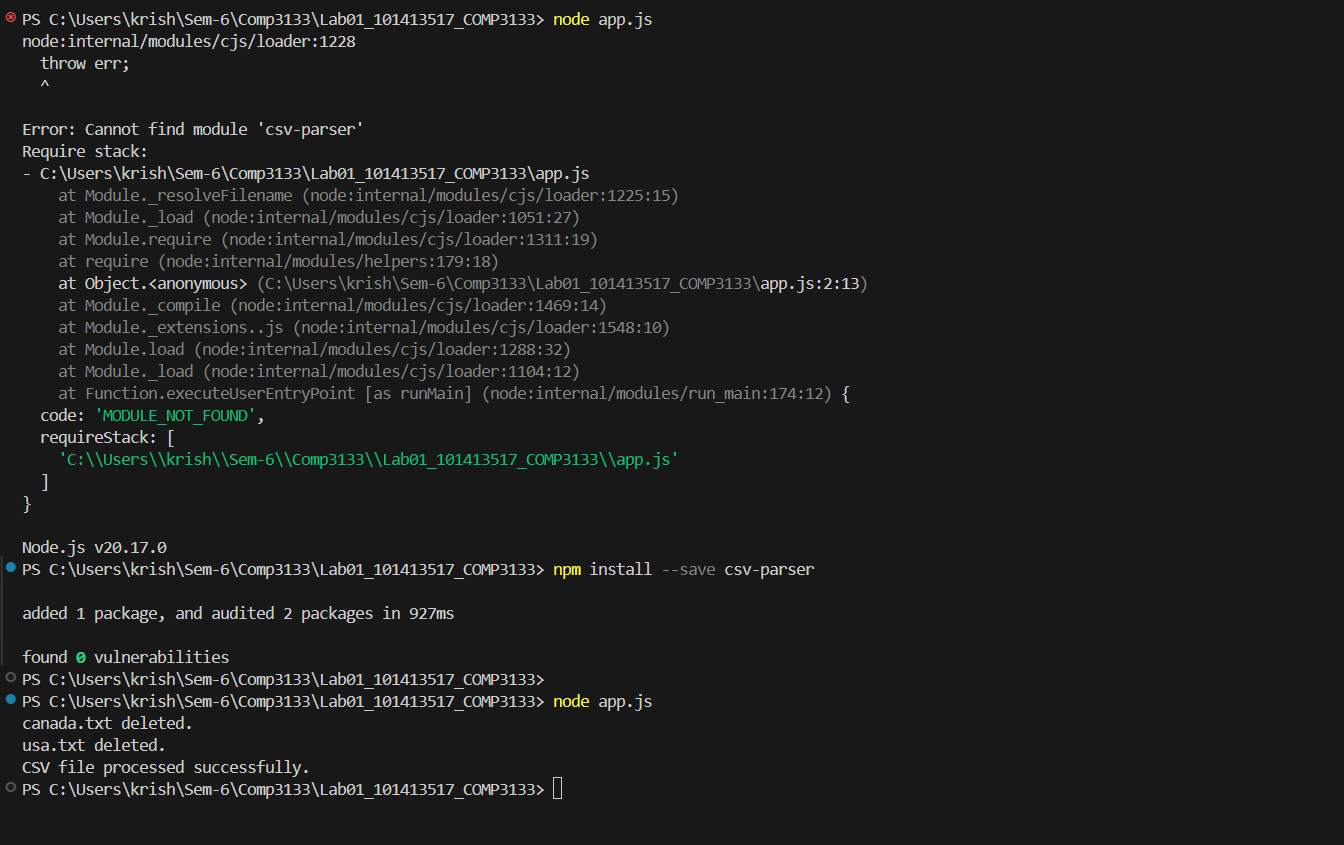 PS C:\Users\krish\Sem-6\Comp3133\Lab01_101413517_COMP3133> node app.js
node:internal/modules/cjs/loader:1228
  throw err;
  ^

Error: Cannot find module 'csv-parser'
Require stack:
- C:\Users\krish\Sem-6\Comp3133\Lab01_101413517_COMP3133\app.js
    at Module._resolveFilename (node:internal/modules/cjs/loader:1225:15)
    at Module._load (node:internal/modules/cjs/loader:1051:27)
    at Module.require (node:internal/modules/cjs/loader:1311:19)
    at require (node:internal/modules/helpers:179:18)
    at Object.<anonymous> (C:\Users\krish\Sem-6\Comp3133\Lab01_101413517_COMP3133\app.js:2:13)
    at Module._compile (node:internal/modules/cjs/loader:1469:14)
    at Module._extensions..js (node:internal/modules/cjs/loader:1548:10)
    at Module.load (node:internal/modules/cjs/loader:1288:32)
    at Module._load (node:internal/modules/cjs/loader:1104:12)
    at Function.executeUserEntryPoint [as runMain] (node:internal/modules/run_main:174:12) {
  code: 'MODULE_NOT_FOUND',
  requireStack: [
    'C:\\Users\\krish\\Sem-6\\Comp3133\\Lab01_101413517_COMP3133\\app.js'
  ]
}

Node.js v20.17.0
PS C:\Users\krish\Sem-6\Comp3133\Lab01_101413517_COMP3133> npm install --save csv-parser

added 1 package, and audited 2 packages in 927ms

found 0 vulnerabilities
PS C:\Users\krish\Sem-6\Comp3133\Lab01_101413517_COMP3133>
PS C:\Users\krish\Sem-6\Comp3133\Lab01_101413517_COMP3133> node app.js
canada.txt deleted.
usa.txt deleted.
CSV file processed successfully.
PS C:\Users\krish\Sem-6\Comp3133\Lab01_101413517_COMP3133>